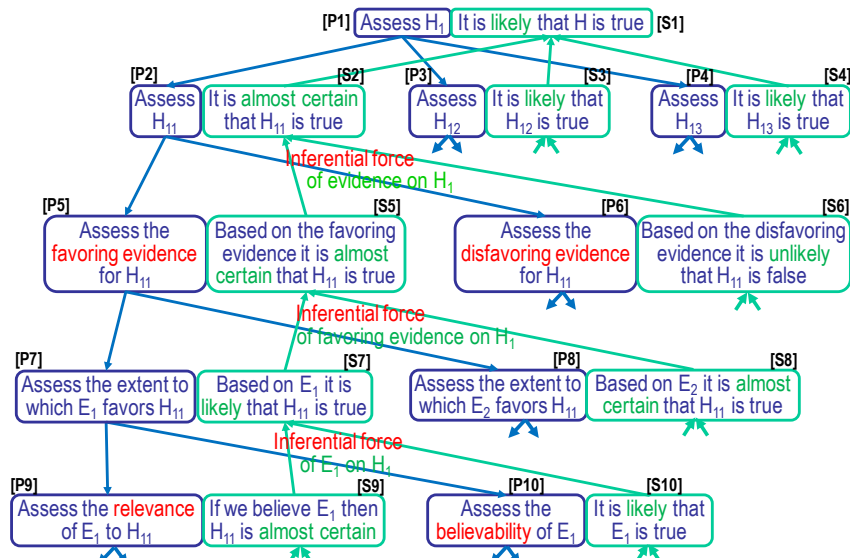 [P1] Assess H1 It is likely that H is true [S1]
[P2] [S2] [P3] [S3] [P4] [S4]
Assess
H11
It is almost certain
that H11 is true
Assess
H12
It is likely that
H12 is true
Assess
H13
It is likely that
H13 is true
Inferential force
of evidence on H1
[P5] [S5] [P6] [S6]
Assess the
favoring evidence
for H11
Based on the favoring
evidence it is almost
certain that H11 is true
Assess the
disfavoring evidence
for H11
Based on the disfavoring
evidence it is unlikely
that H11 is false
Inferential force
of favoring evidence on H1
[P7] [S7] [P8] [S8]
Assess the extent to
which E1 favors H11
Based on E1 it is
likely that H11 is true
Assess the extent to
which E2 favors H11
Based on E2 it is almost
certain that H11 is true
Inferential force
of E1 on H1
[P9] [S9] [P10] [S10]
Assess the relevance
of E1 to H11
If we believe E1 then
H11 is almost certain
Assess the
believability of E1
It is likely that
E1 is true